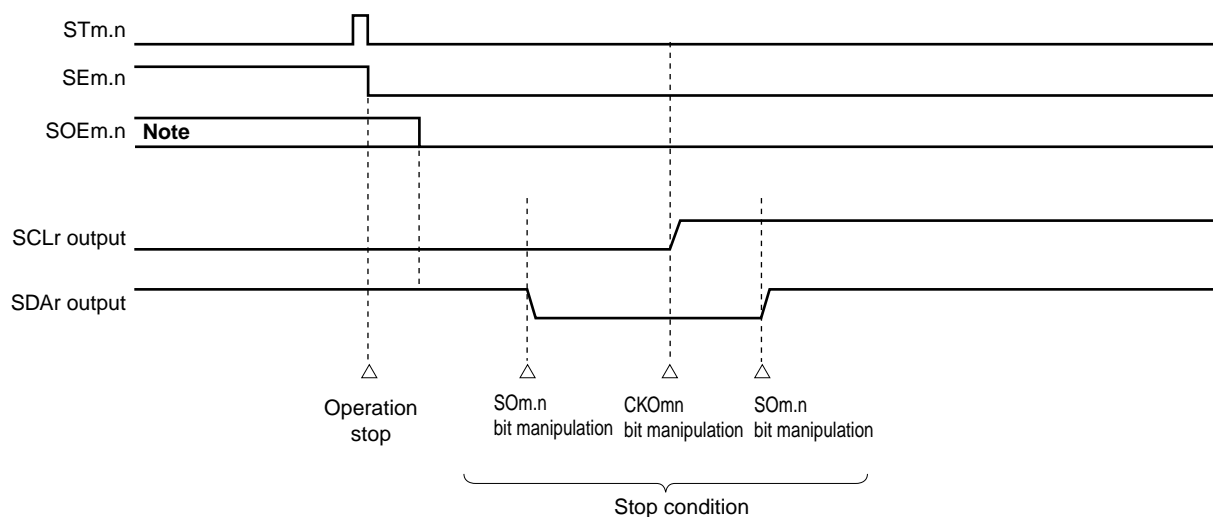 STm.n
SEm.n
SOEm.n Note
SCLr output
SDAr output
Operation
stop
SOm.n
bit manipulation
CKOmn
bit manipulation
SOm.n
bit manipulation
Stop condition